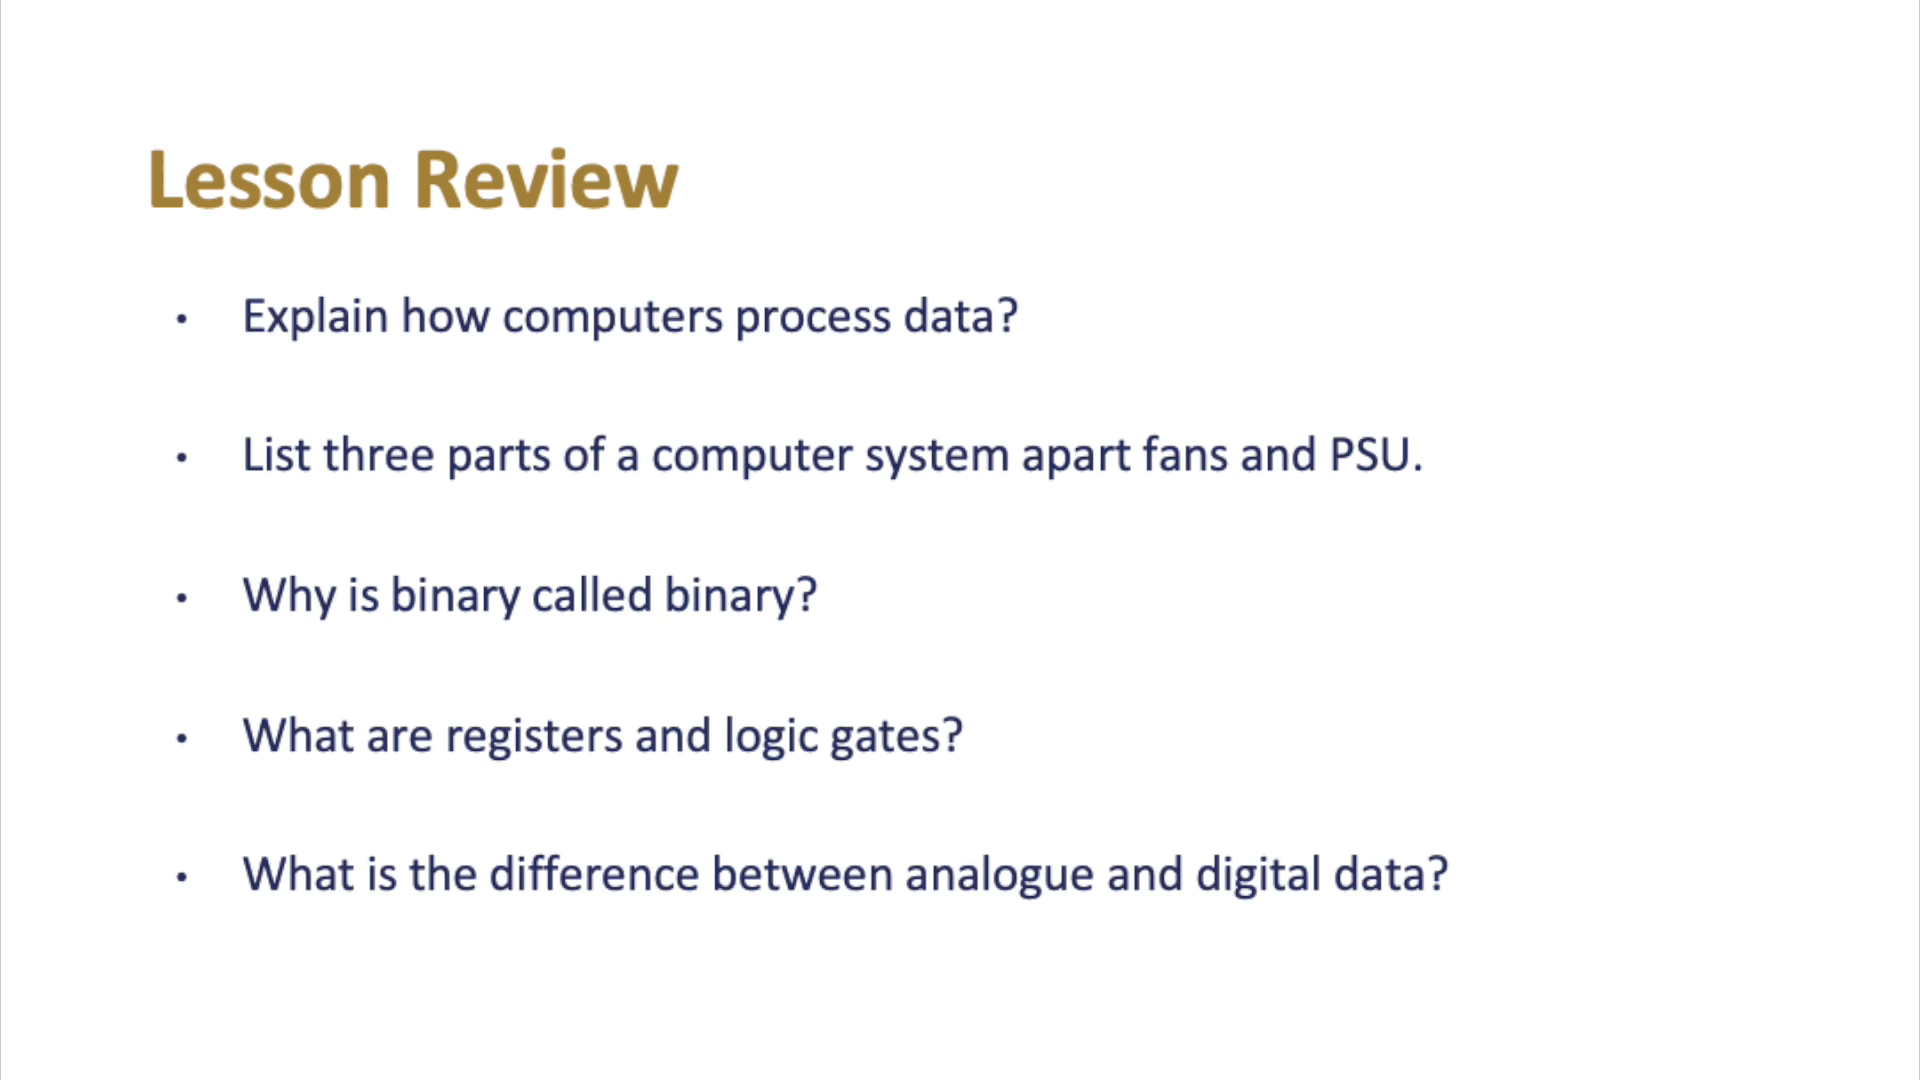 Lesson Review
• Explain how computers process data?
• List three parts of a computer system apart fans and PSU.
• Why is binary called binary?
• What are registers and logic gates?
• What is the difference between analogue and digital data?